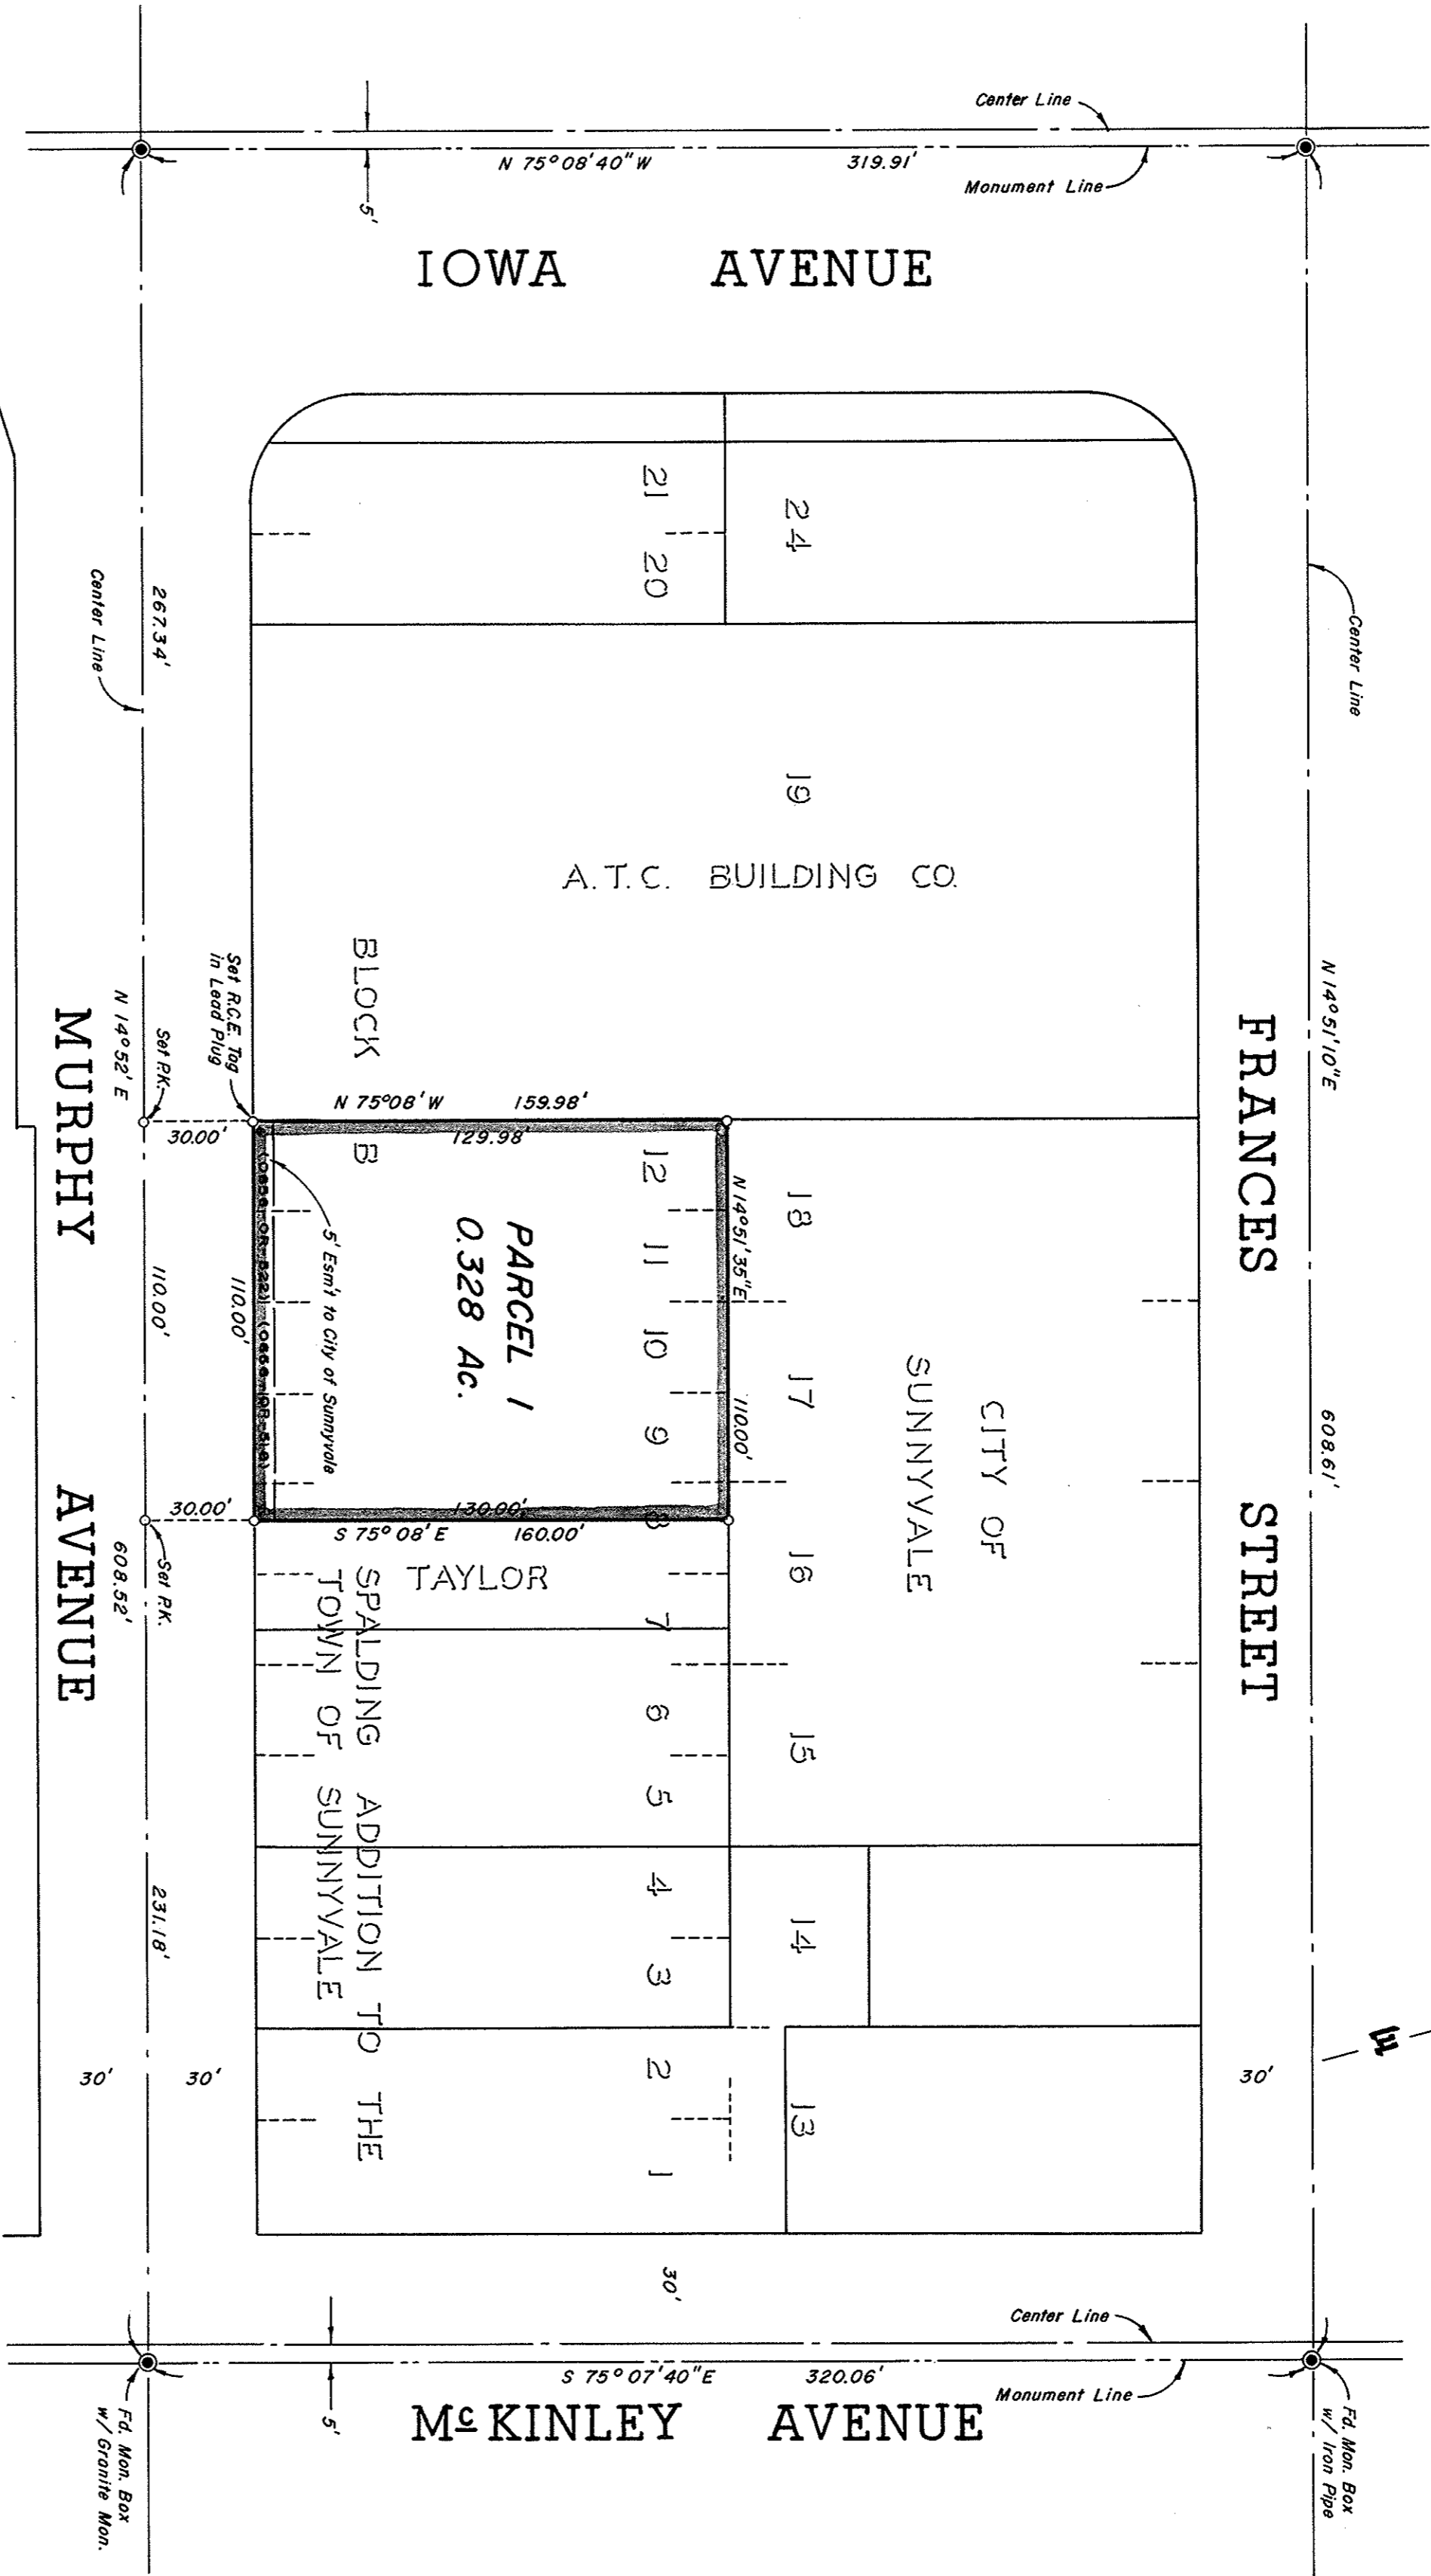 Center Line
N 75°08'40" W 319.91'
Monument Line
5'
IOWA AVENUE
21
20
24
Center Line
267.34'
Center Line
19
A.T.C. BUILDING CO.
BLOCK B
N 14°51'10"E
608.61'
FRANCES STREET
Set R.C.E. Tag
in Lead Plug
Set P.K.
N 14°52' E
MURPHY AVENUE
30.00'
N 75°08' W 159.98'
129.98'
12
11
10
9
8
N 14°51'35"E
110.00'
18
17
16
15
PARCEL 1
0.328 Ac.
5' Esm't to City of Sunnyvale
110.00'
110.00'
CITY OF
SUNNYVALE
130.00'
S 75°08' E 160.00'
30.00'
Set P.K.
608.52'
TAYLOR
SPALDING ADDITION TO THE
TOWN OF SUNNYVALE
7
6
5
4
3
2
1
14
13
231.18'
30'
30'
30'
30'
Center Line
S 75°07'40"E 320.06'
Monument Line
5'
McKINLEY AVENUE
Fd. Mon. Box
w/ Granite Mon.
Fd. Mon. Box
w/ Iron Pipe